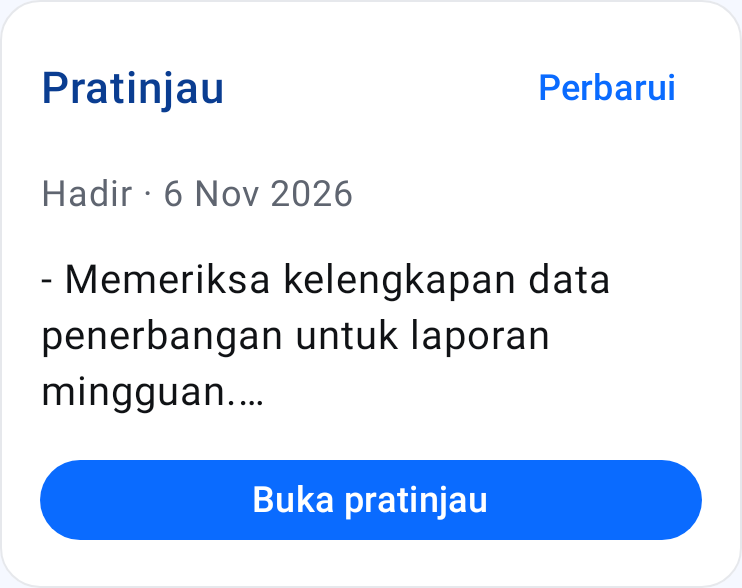 Pratinjau
Perbarui
Hadir · 6 Nov 2026
- Memeriksa kelengkapan data
penerbangan untuk laporan
mingguan.…
Buka pratinjau